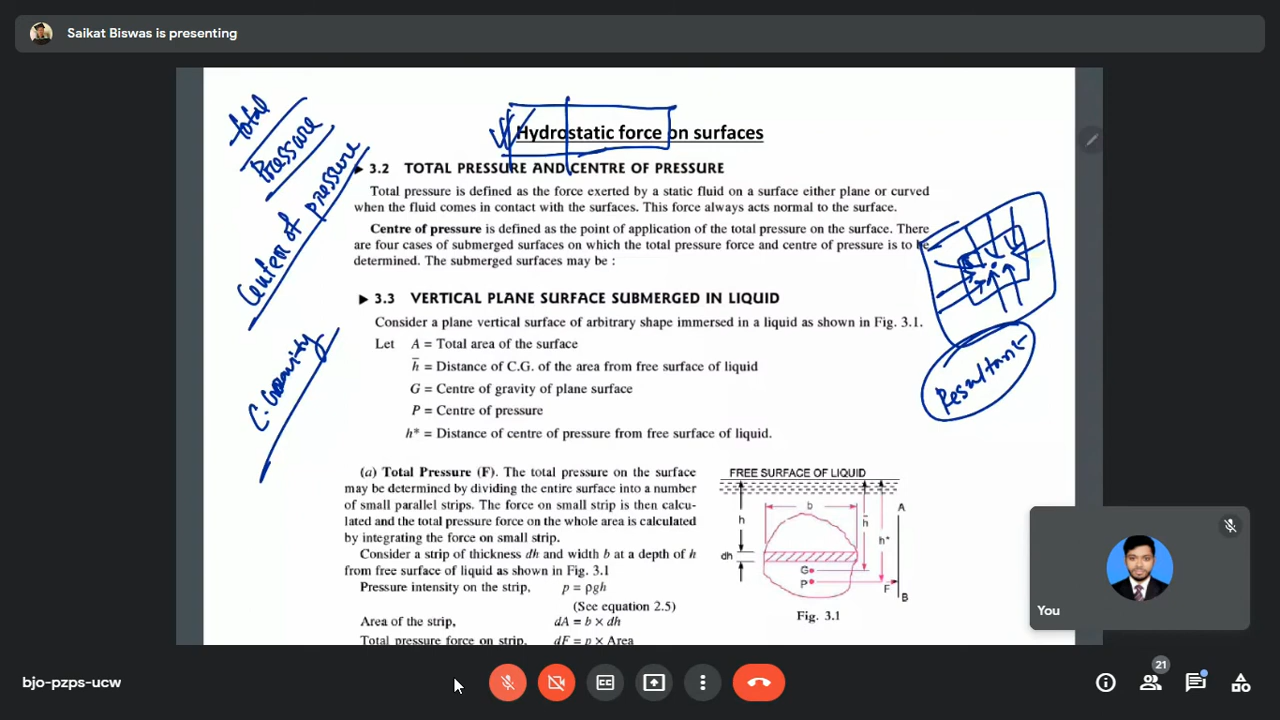 Saikat Biswas is presenting
Total
Pressure
Center of pressure
C. Gravity
Hydrostatic force on surfaces
▶ 3.2 TOTAL PRESSURE AND CENTRE OF PRESSURE
Total pressure is defined as the force exerted by a static fluid on a surface either plane or curved
when the fluid comes in contact with the surfaces. This force always acts normal to the surface.
Centre of pressure is defined as the point of application of the total pressure on the surface. There
are four cases of submerged surfaces on which the total pressure force and centre of pressure is to be
determined. The submerged surfaces may be :
Resultant
▶ 3.3 VERTICAL PLANE SURFACE SUBMERGED IN LIQUID
Consider a plane vertical surface of arbitrary shape immersed in a liquid as shown in Fig. 3.1.
Let A = Total area of the surface
h̄ = Distance of C.G. of the area from free surface of liquid
G = Centre of gravity of plane surface
P = Centre of pressure
h* = Distance of centre of pressure from free surface of liquid.
(a) Total Pressure (F). The total pressure on the surface
may be determined by dividing the entire surface into a number
of small parallel strips. The force on small strip is then calcu-
lated and the total pressure force on the whole area is calculated
by integrating the force on small strip.
Consider a strip of thickness dh and width b at a depth of h
from free surface of liquid as shown in Fig. 3.1
Pressure intensity on the strip, p = ρgh
(See equation 2.5)
Area of the strip, dA = b × dh
Total pressure force on strip, dF = p × Area
FREE SURFACE OF LIQUID
b
h
h̄
A
h*
dh
G
P
F
B
Fig. 3.1
You
bjo-pzps-ucw
CC
21